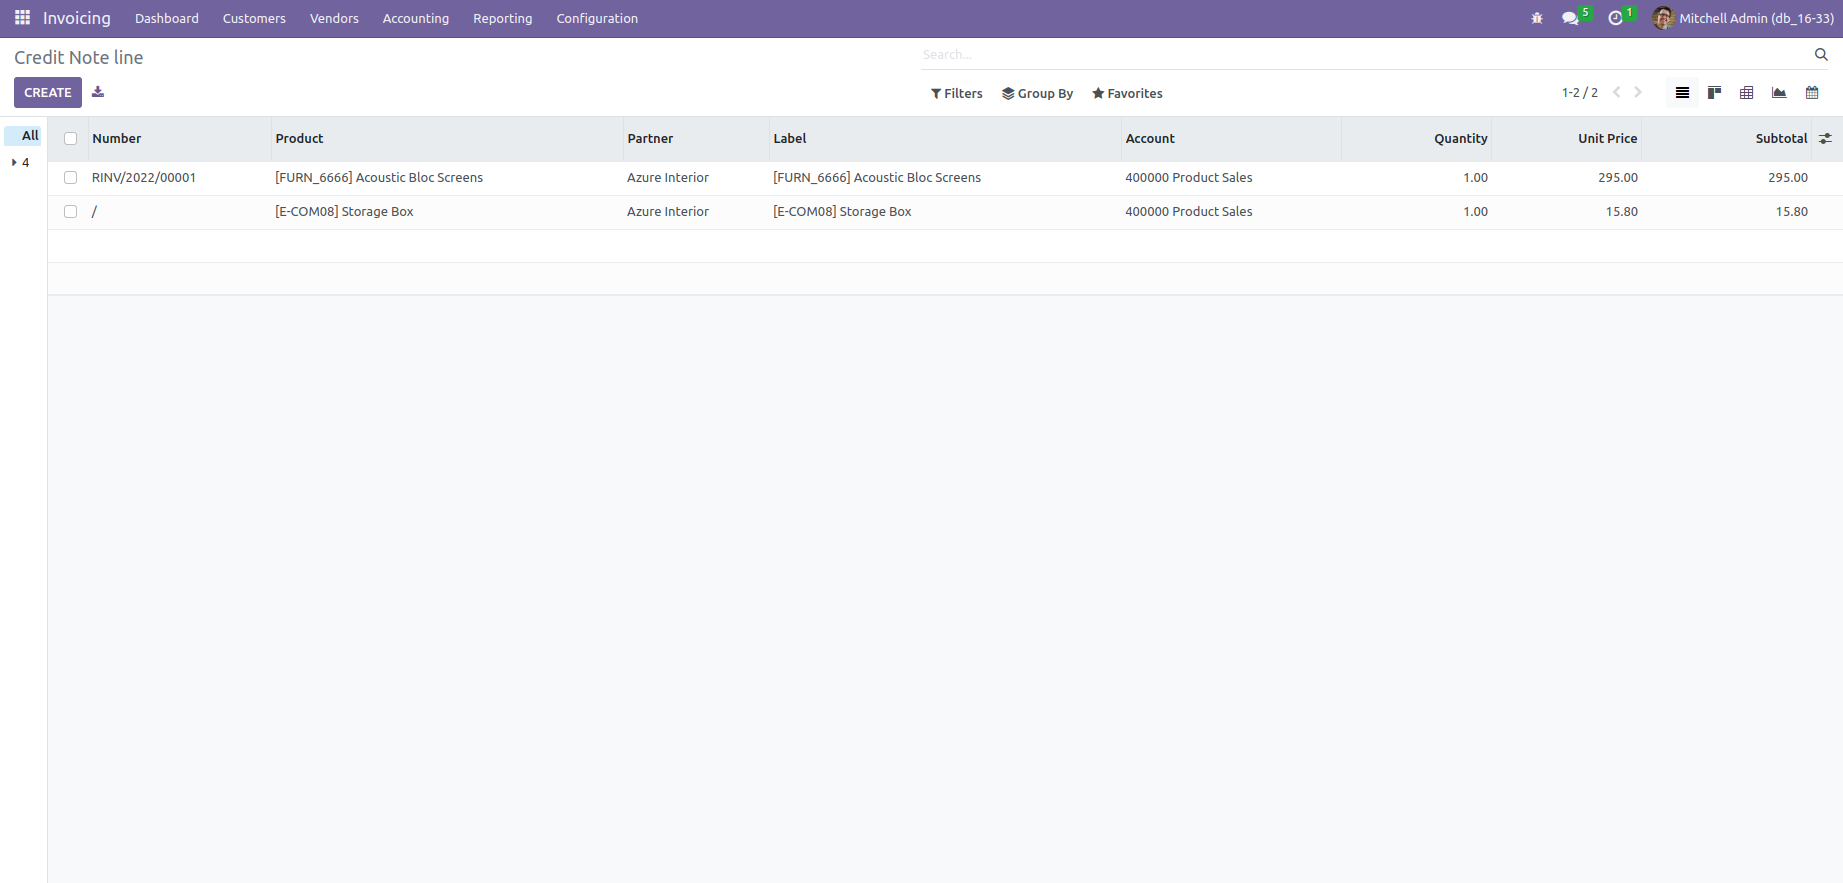 Invoicing Dashboard Customers Vendors Accounting Reporting Configuration 5 1 Mitchell Admin (db_16-33)
Credit Note line
Search...
CREATE
Filters Group By Favorites 1-2 / 2
All
4
Number Product Partner Label Account Quantity Unit Price Subtotal
RINV/2022/00001 [FURN_6666] Acoustic Bloc Screens Azure Interior [FURN_6666] Acoustic Bloc Screens 400000 Product Sales 1.00 295.00 295.00
/ [E-COM08] Storage Box Azure Interior [E-COM08] Storage Box 400000 Product Sales 1.00 15.80 15.80